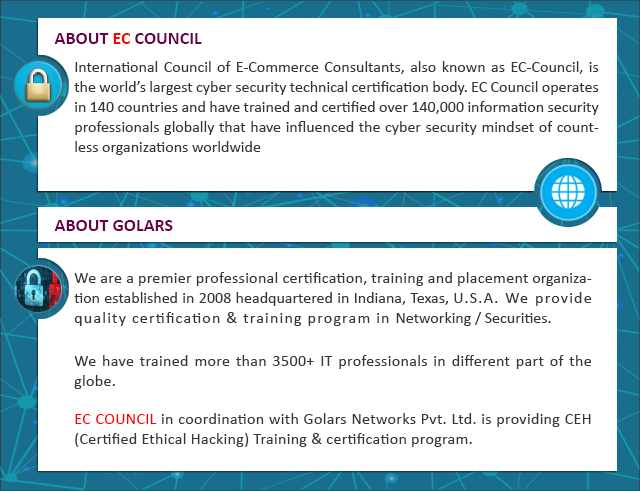 ABOUT EC COUNCIL
International Council of E-Commerce Consultants, also known as EC-Council, is
the world’s largest cyber security technical certification body. EC Council operates
in 140 countries and have trained and certified over 140,000 information security
professionals globally that have influenced the cyber security mindset of count-
less organizations worldwide
ABOUT GOLARS
We are a premier professional certification, training and placement organiza-
tion established in 2008 headquartered in Indiana, Texas, U.S.A. We provide
quality certification & training program in Networking / Securities.
We have trained more than 3500+ IT professionals in different part of the
globe.
EC COUNCIL in coordination with Golars Networks Pvt. Ltd. is providing CEH
(Certified Ethical Hacking) Training & certification program.